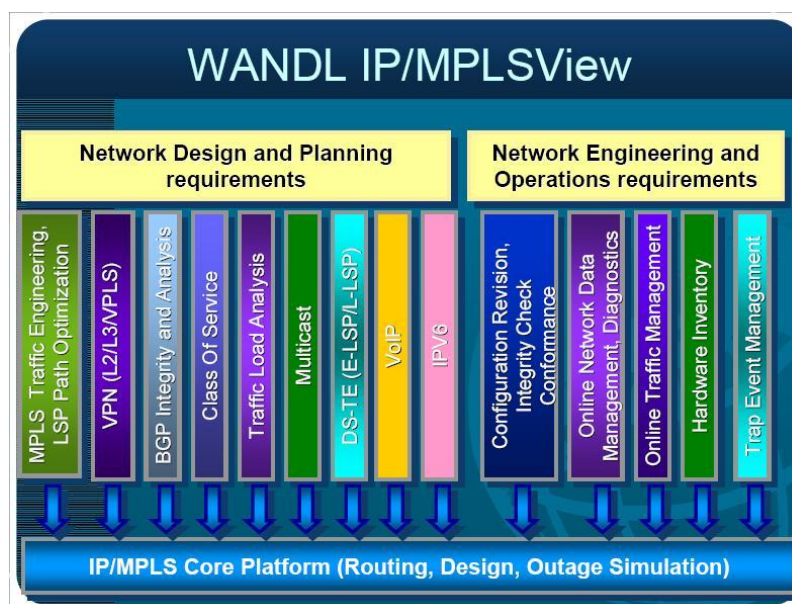 WANDL IP/MPLSView
Network Design and Planning
requirements
Network Engineering and
Operations requirements
MPLS Traffic Engineering,
LSP Path Optimization
VPN (L2/L3/VPLS)
BGP Integrity and Analysis
Class Of Service
Traffic Load Analysis
Multicast
DS-TE (E-LSP/L-LSP)
VoIP
IPV6
Configuration Revision,
Integrity Check
Conformance
Online Network Data
Management, Diagnostics
Online Traffic Management
Hardware Inventory
Trap Event Management
IP/MPLS Core Platform (Routing, Design, Outage Simulation)